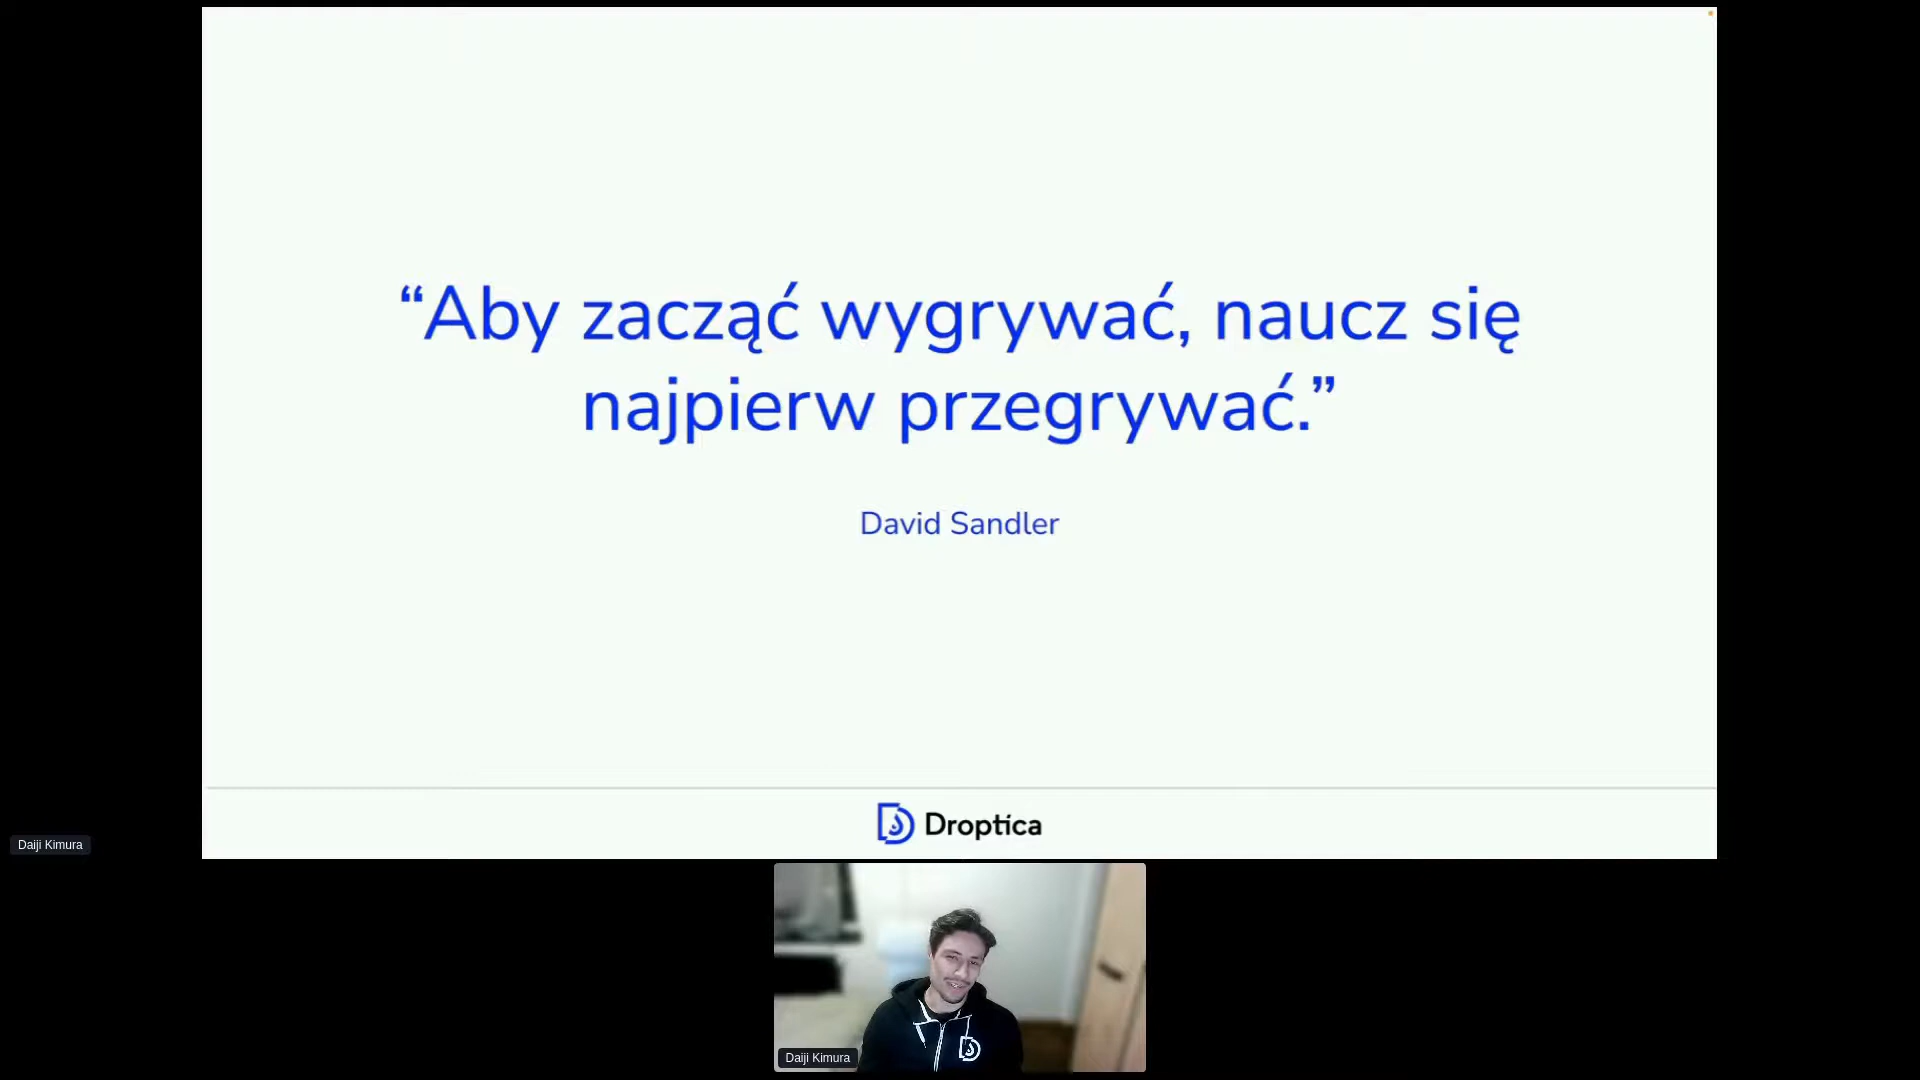 “Aby zacząć wygrywać, naucz się
najpierw przegrywać.”
David Sandler
Droptica
Daiji Kimura
Daiji Kimura